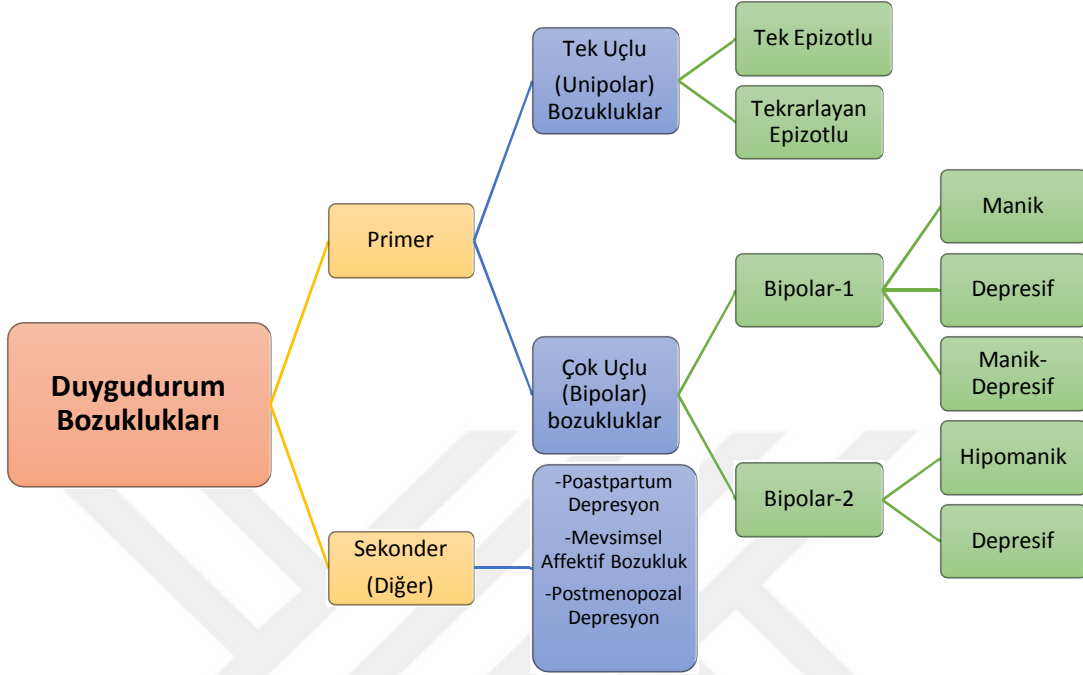 Duygudurum
Bozuklukları
Primer
Sekonder
(Diğer)
Tek Uçlu
(Unipolar)
Bozukluklar
Çok Uçlu
(Bipolar)
bozukluklar
-Poastpartum
Depresyon
-Mevsimsel
Affektif Bozukluk
-Postmenopozal
Depresyon
Tek Epizotlu
Tekrarlayan
Epizotlu
Bipolar-1
Bipolar-2
Manik
Depresif
Manik-
Depresif
Hipomanik
Depresif